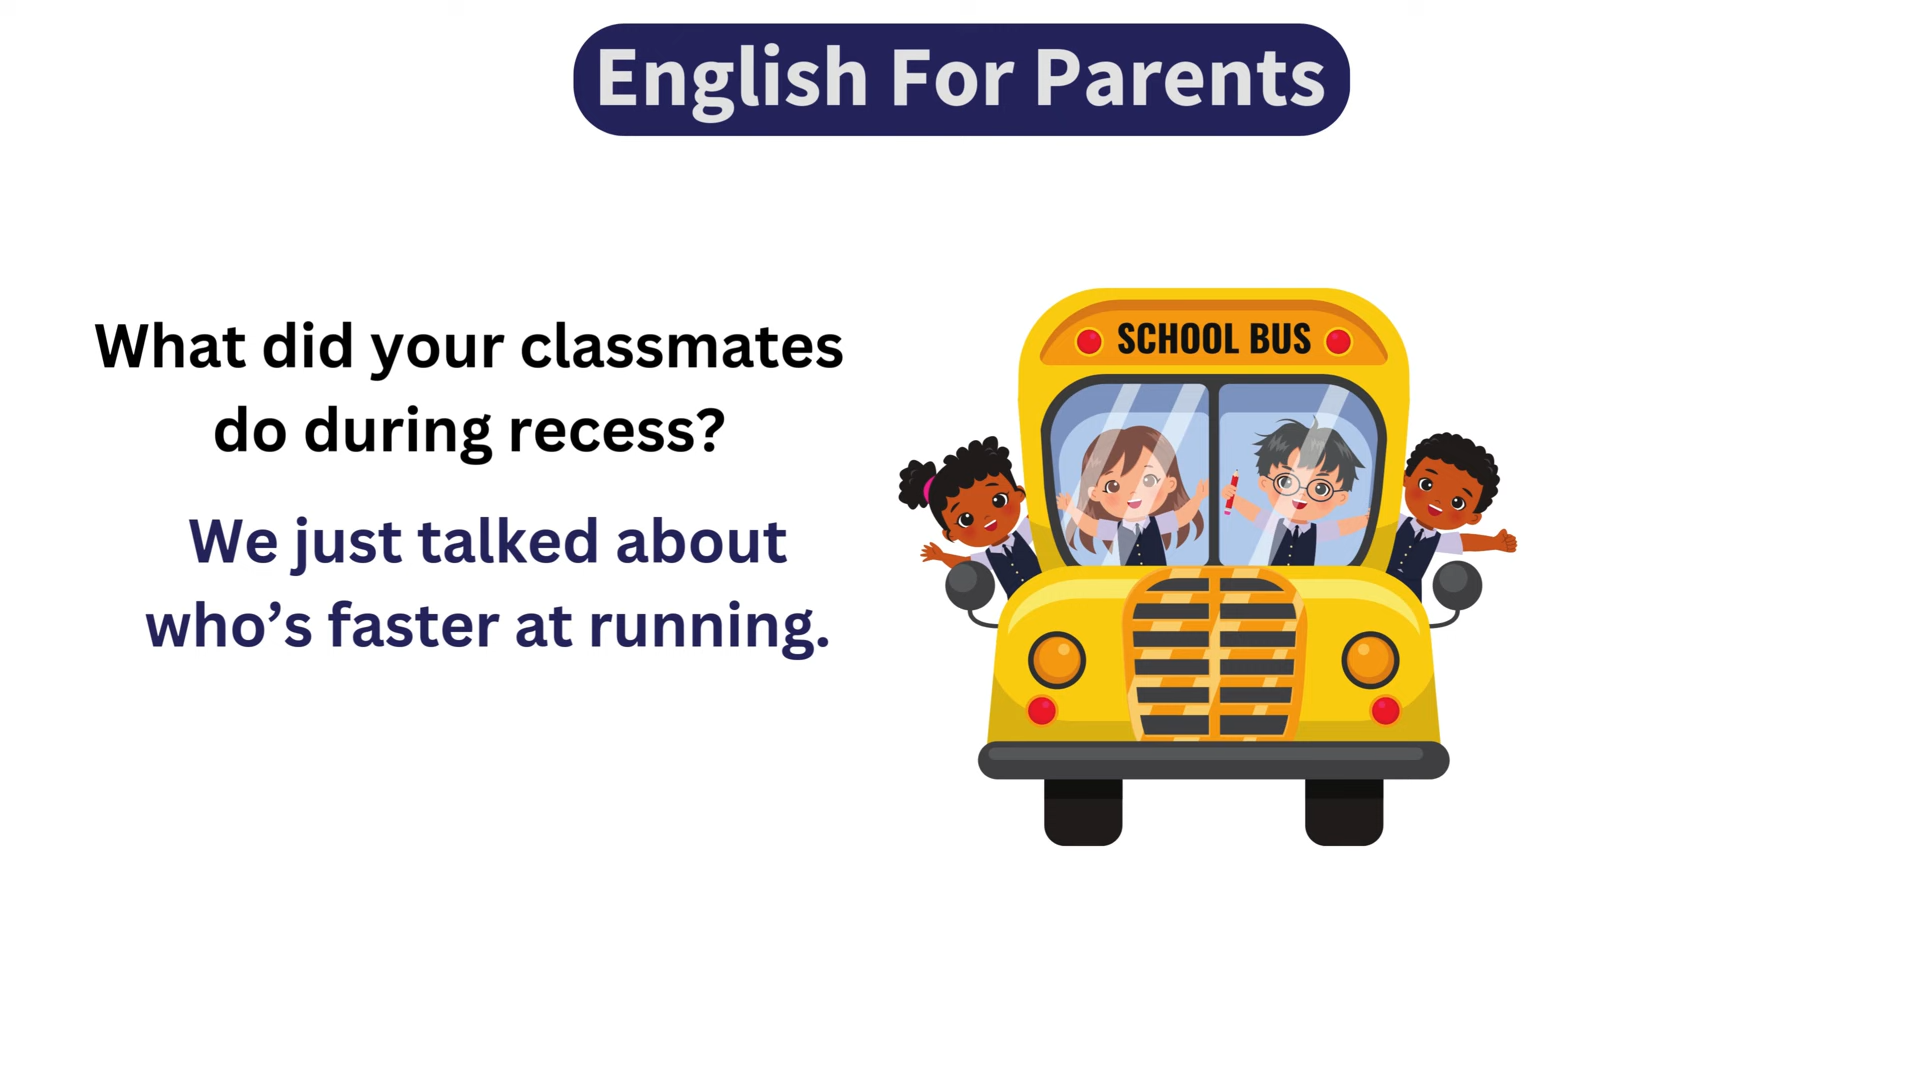 English For Parents
What did your classmates
do during recess?
We just talked about
who’s faster at running.
SCHOOL BUS